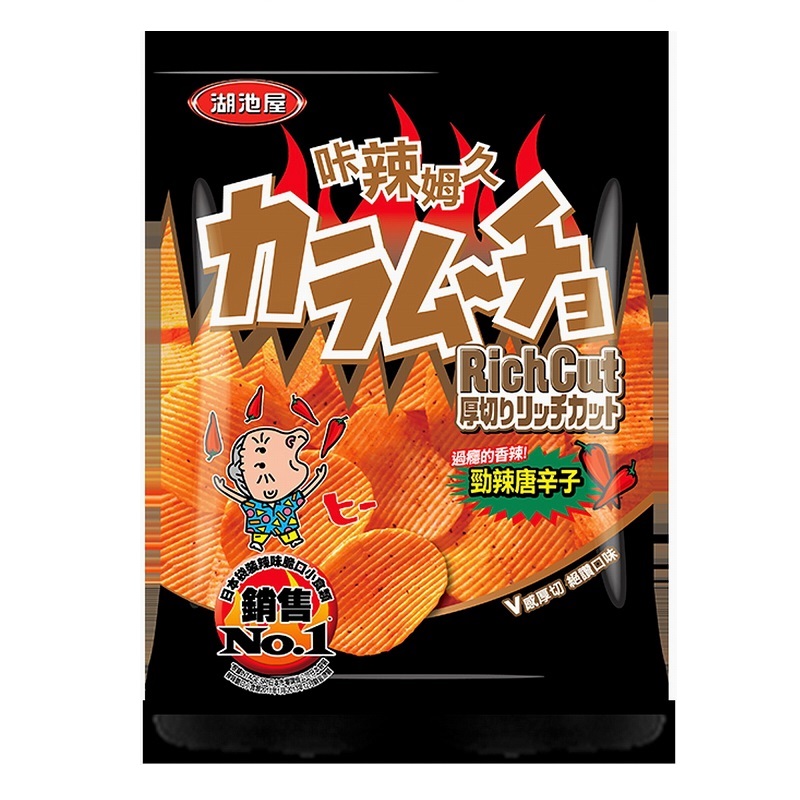 湖池屋
咔辣姆久
カラムーチョ
RichCut
厚切りリッチカット
過癮的香辣!
勁辣唐辛子
ヒー
V感厚切 絕讚口味
日本袋裝辣味脆口小食類
銷售
No.1